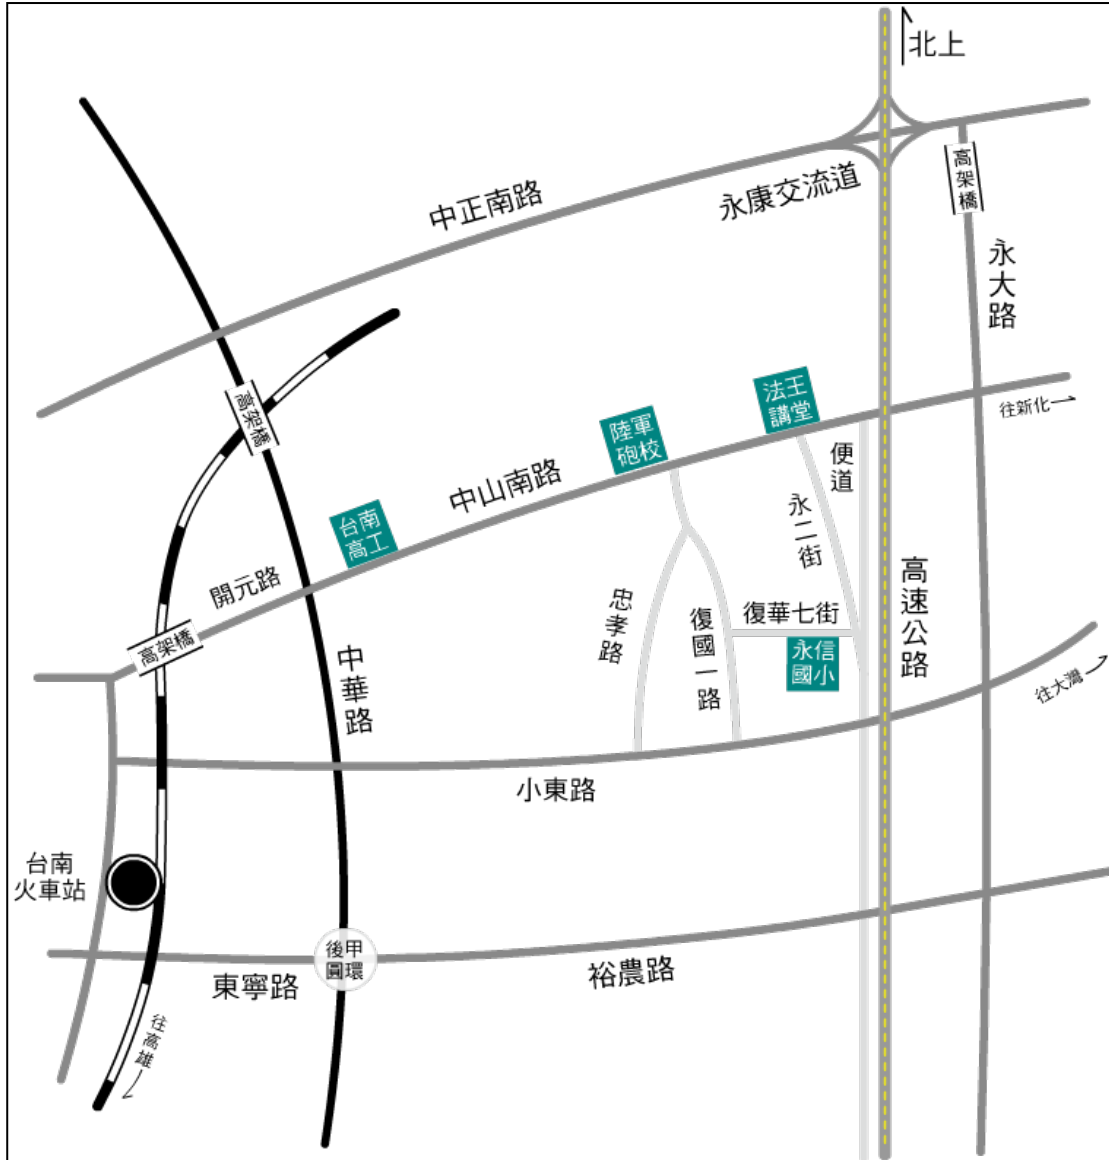 北上
中正南路
永康交流道
高架橋
永大路
高架橋
法王
講堂
往新化
陸軍
砲校
中山南路
便道
永二街
台南
高工
開元路
高架橋
忠孝路
復國一路
復華七街
永信
國小
高速公路
中華路
往大灣
小東路
台南
火車站
後甲
圓環
東寧路
裕農路
往高雄